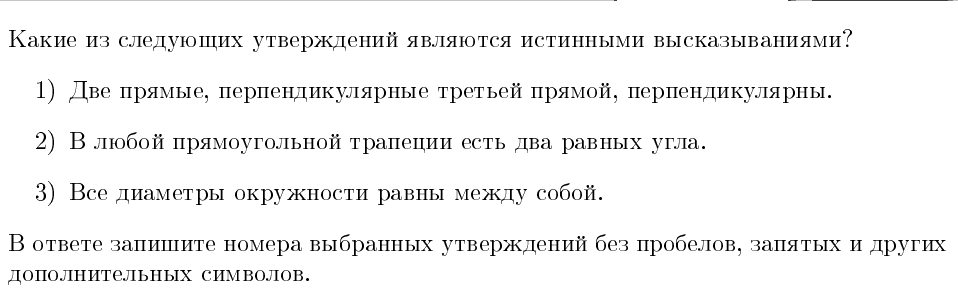 Какие из следующих утверждений являются истинными высказываниями?
1) Две прямые, перпендикулярные третьей прямой, перпендикулярны.
2) В любой прямоугольной трапеции есть два равных угла.
3) Все диаметры окружности равны между собой.
В ответе запишите номера выбранных утверждений без пробелов, запятых и других
дополнительных символов.